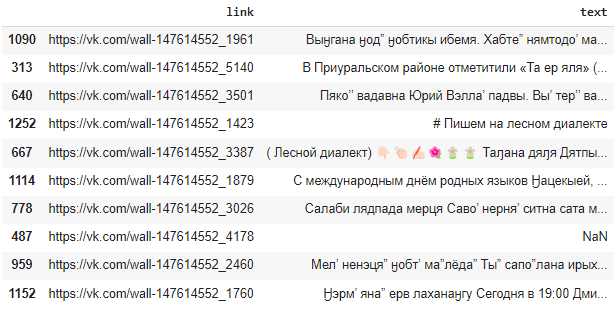 link text
1090 https://vk.com/wall-147614552_1961 Выӈгана ӈод” ӈобтикы ибемя. Хабте” нямтодо’ ма...
313 https://vk.com/wall-147614552_5140 В Приуральском районе отметитили «Та ер яля» (...
640 https://vk.com/wall-147614552_3501 Пяко” вадавна Юрий Вэлла’ падвы. Вы’ тер” ва...
1252 https://vk.com/wall-147614552_1423 # Пишем на лесном диалекте
667 https://vk.com/wall-147614552_3387 ( Лесной диалект) 👇🏻👏🏻💪🏻🌺🌼🌼 Таӈана дяӈя Дятпы...
1114 https://vk.com/wall-147614552_1879 С международным днём родных языков Ӈацекыей, ...
778 https://vk.com/wall-147614552_3026 Салаби лядпада мерця Саво’ нерня’ ситна сата м...
487 https://vk.com/wall-147614552_4178 NaN
959 https://vk.com/wall-147614552_2460 Мел’ ненэця” ӈобт’ ма”лёда” Ты” сапо”лана ирых...
1152 https://vk.com/wall-147614552_1760 Ӈэрм’ яна” ерв лаханаӈгу Сегодня в 19:00 Дми...